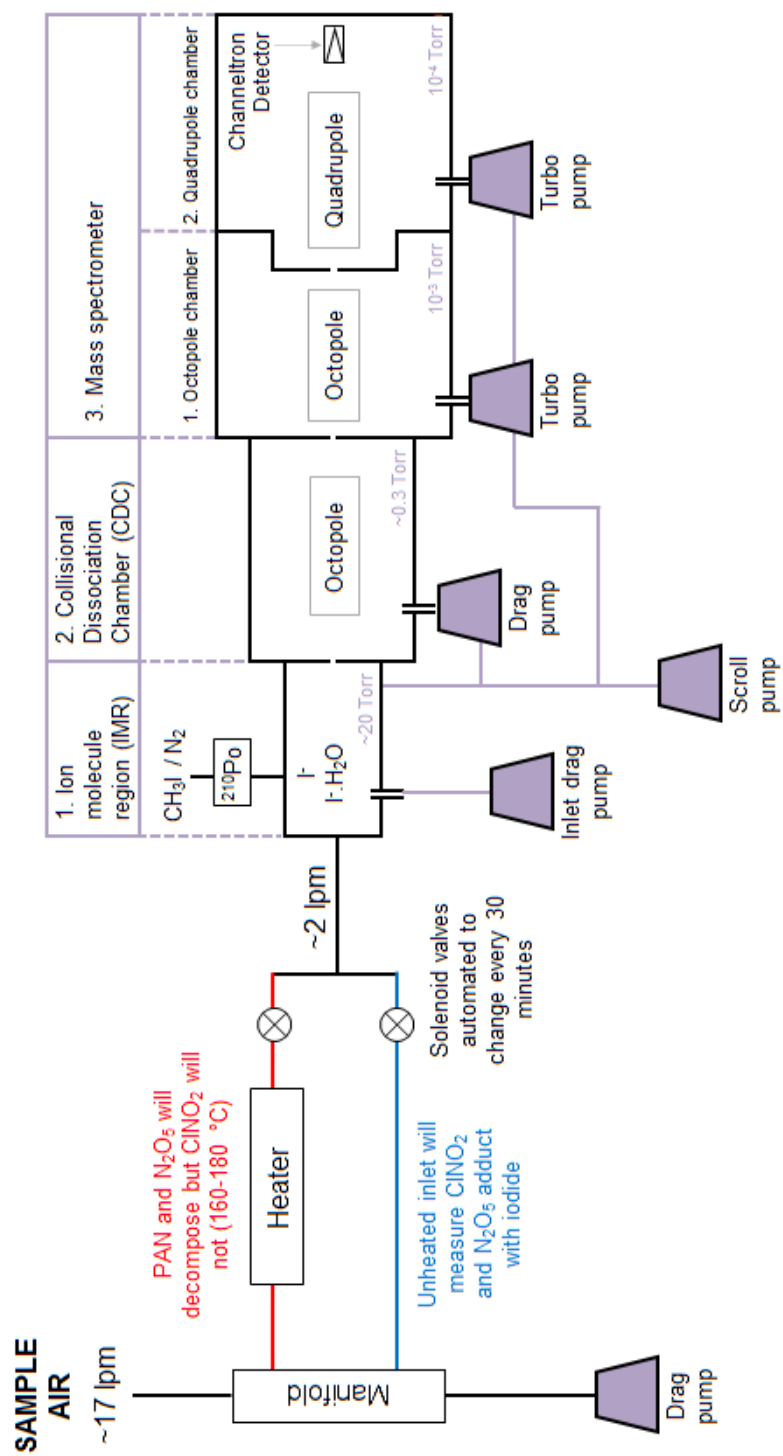 SAMPLE
AIR
~17 lpm
Manifold
Drag
pump
PAN and N₂O₅ will
decompose but ClNO₂ will
not (160-180 °C)
Heater
Unheated inlet will
measure ClNO₂
and N₂O₅ adduct
with iodide
Solenoid valves
automated to
change every 30
minutes
~2 lpm
1. Ion
molecule
region (IMR)
2. Collisional
Dissociation
Chamber (CDC)
3. Mass spectrometer
1. Octopole chamber
2. Quadrupole chamber
CH₃I / N₂
²¹⁰Po
I-
I-.H₂O
~20 Torr
Inlet drag
pump
Octopole
~0.3 Torr
Drag
pump
Scroll
pump
Octopole
10⁻³ Torr
Turbo
pump
Channeltron
Detector
Quadrupole
10⁻⁴ Torr
Turbo
pump